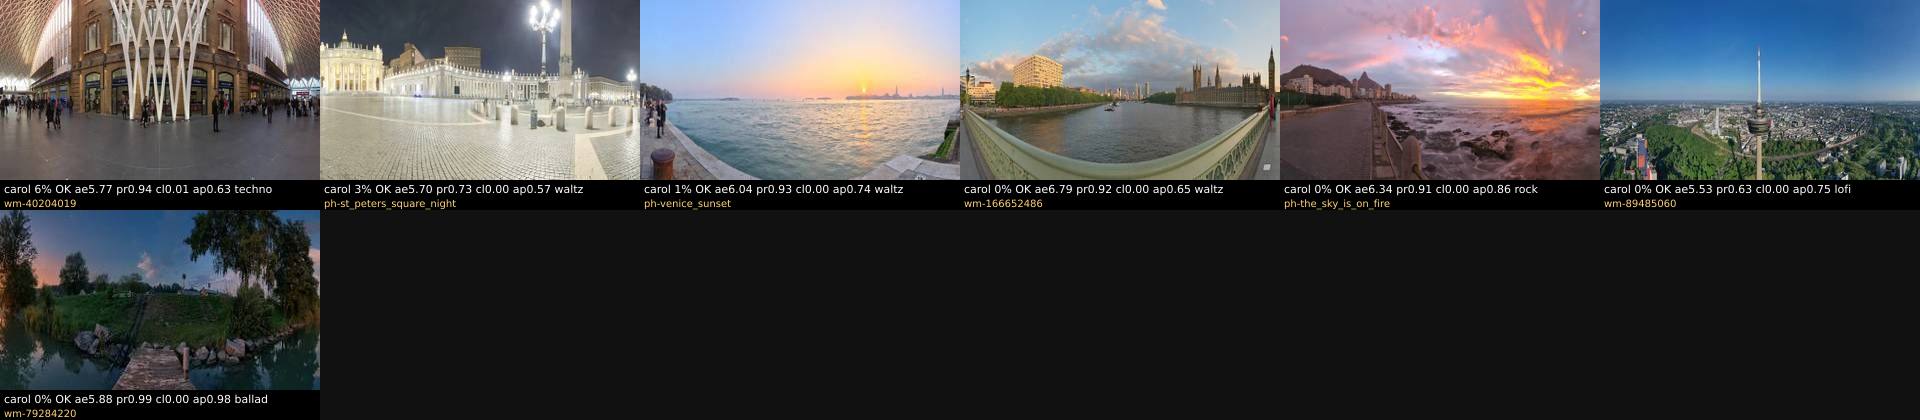 carol 6% OK ae5.77 pr0.94 cl0.01 ap0.63 techno
wm-40204019
carol 3% OK ae5.70 pr0.73 cl0.00 ap0.57 waltz
ph-st_peters_square_night
carol 1% OK ae6.04 pr0.93 cl0.00 ap0.74 waltz
ph-venice_sunset
carol 0% OK ae6.79 pr0.92 cl0.00 ap0.65 waltz
wm-166652486
carol 0% OK ae6.34 pr0.91 cl0.00 ap0.86 rock
ph-the_sky_is_on_fire
carol 0% OK ae5.53 pr0.63 cl0.00 ap0.75 lofi
wm-89485060
carol 0% OK ae5.88 pr0.99 cl0.00 ap0.98 ballad
wm-79284220